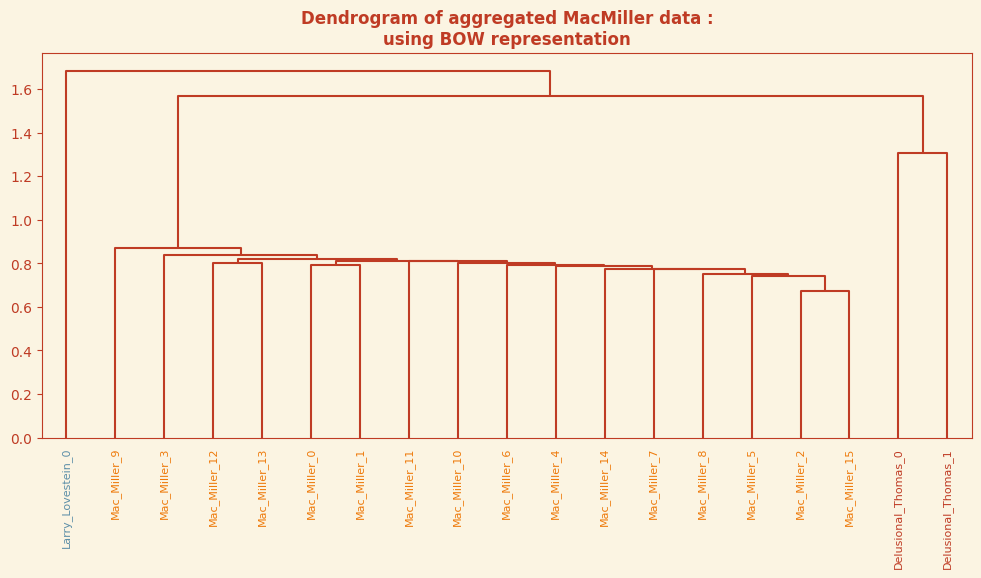 Dendrogram of aggregated MacMiller data :
using BOW representation
1.6
1.4
1.2
1.0
0.8
0.6
0.4
0.2
0.0
Larry_Lovestein_0
Mac_Miller_9
Mac_Miller_3
Mac_Miller_12
Mac_Miller_13
Mac_Miller_0
Mac_Miller_1
Mac_Miller_11
Mac_Miller_10
Mac_Miller_6
Mac_Miller_4
Mac_Miller_14
Mac_Miller_7
Mac_Miller_8
Mac_Miller_5
Mac_Miller_2
Mac_Miller_15
Delusional_Thomas_0
Delusional_Thomas_1